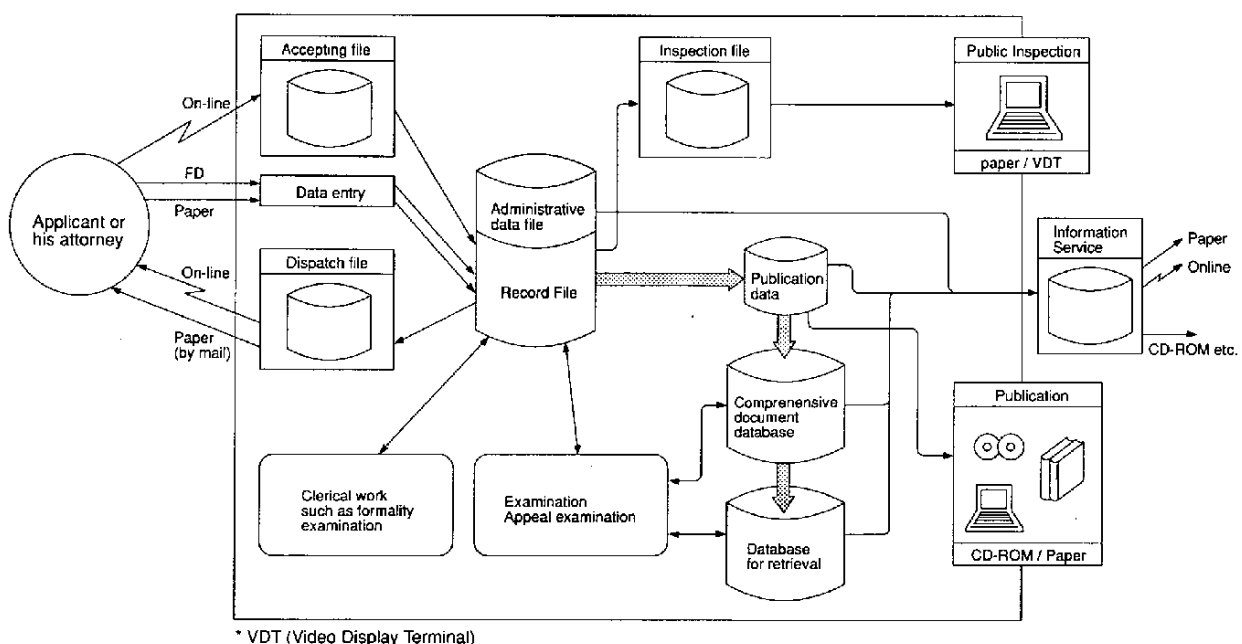 Accepting file
Inspection file
Public Inspection
On-line
paper / VDT
FD
Data entry
Paper
Applicant or
his attorney
Administrative
data file
Record File
On-line
Dispatch file
Paper
(by mail)
Publication
data
Information
Service
Paper
Online
CD-ROM etc.
Comprenensive
document
database
Publication
Clerical work
such as formality
examination
Examination
Appeal examination
Database
for retrieval
CD-ROM / Paper
* VDT (Video Display Terminal)